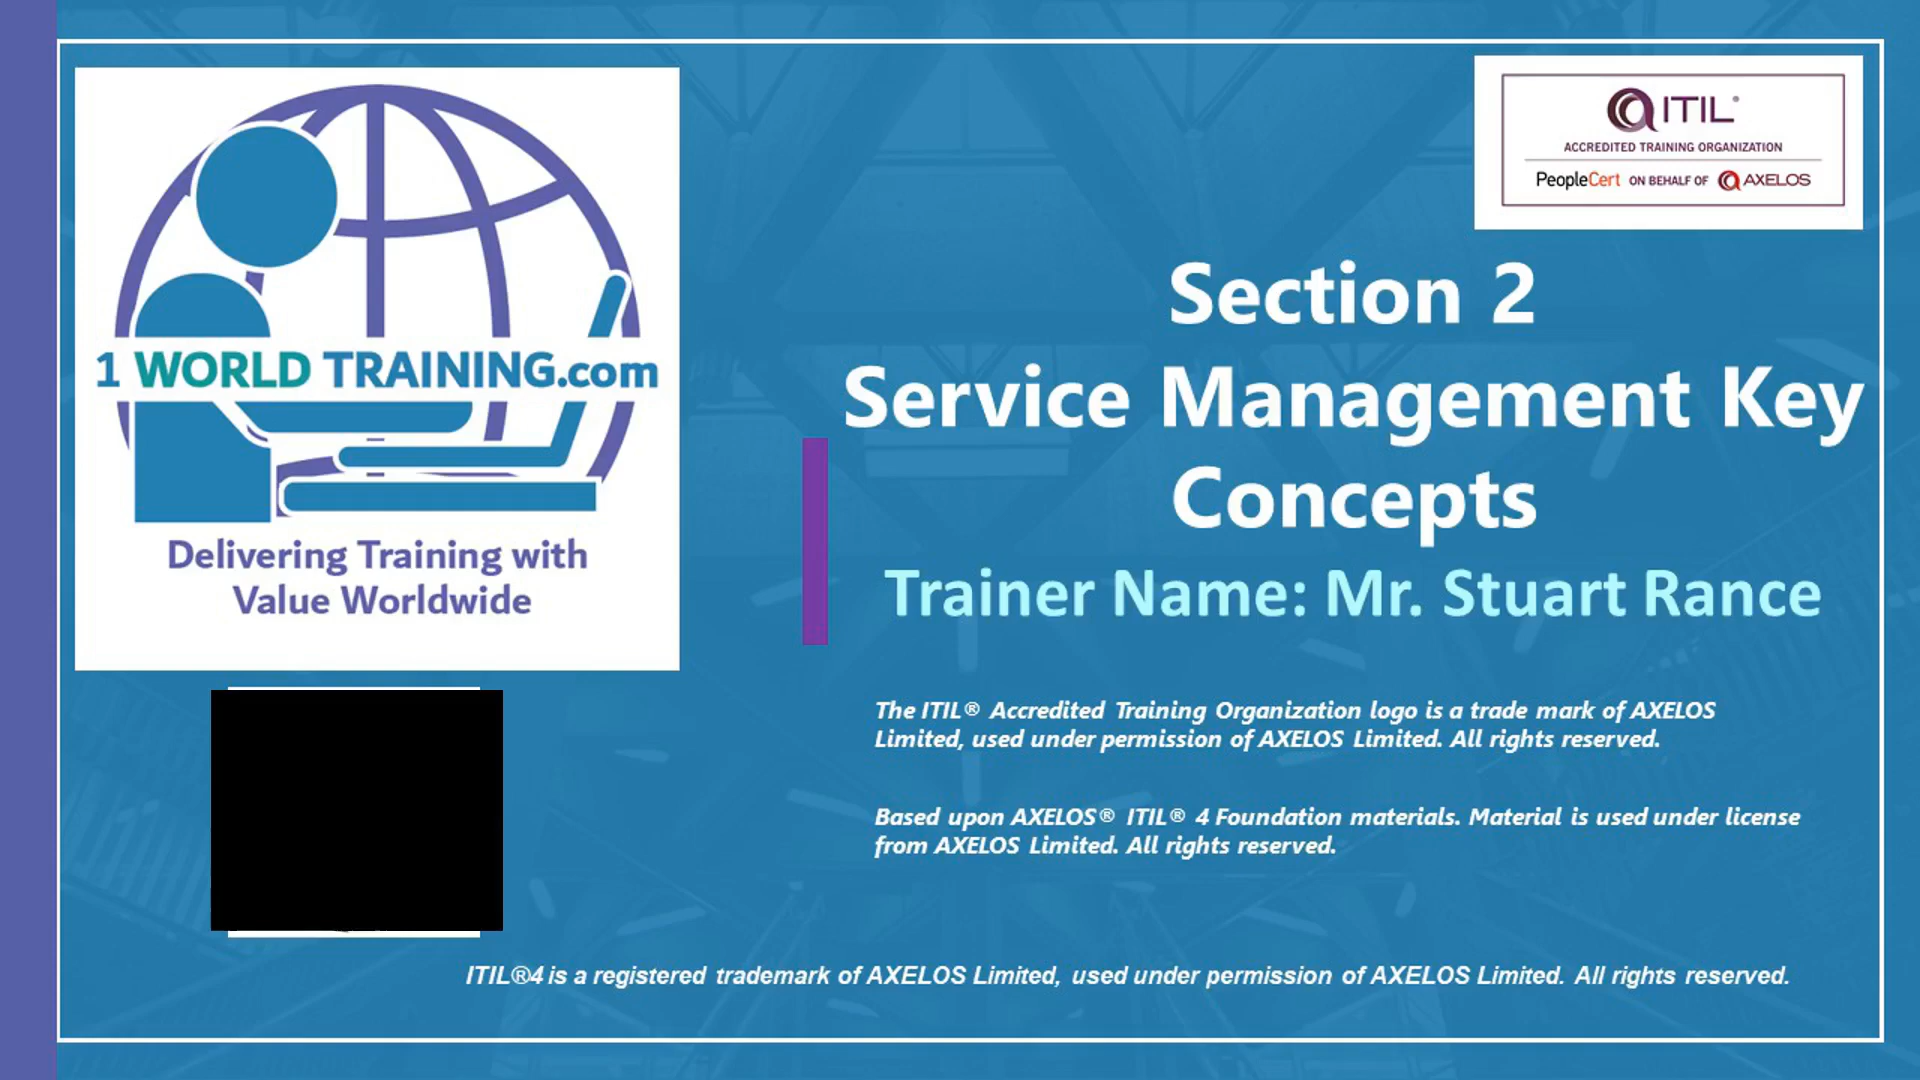 1 WORLD TRAINING.com
Delivering Training with
Value Worldwide
ITIL®
ACCREDITED TRAINING ORGANIZATION
PeopleCert ON BEHALF OF AXELOS
Section 2
Service Management Key
Concepts
Trainer Name: Mr. Stuart Rance
The ITIL® Accredited Training Organization logo is a trade mark of AXELOS
Limited, used under permission of AXELOS Limited. All rights reserved.
Based upon AXELOS® ITIL® 4 Foundation materials. Material is used under license
from AXELOS Limited. All rights reserved.
ITIL®4 is a registered trademark of AXELOS Limited, used under permission of AXELOS Limited. All rights reserved.